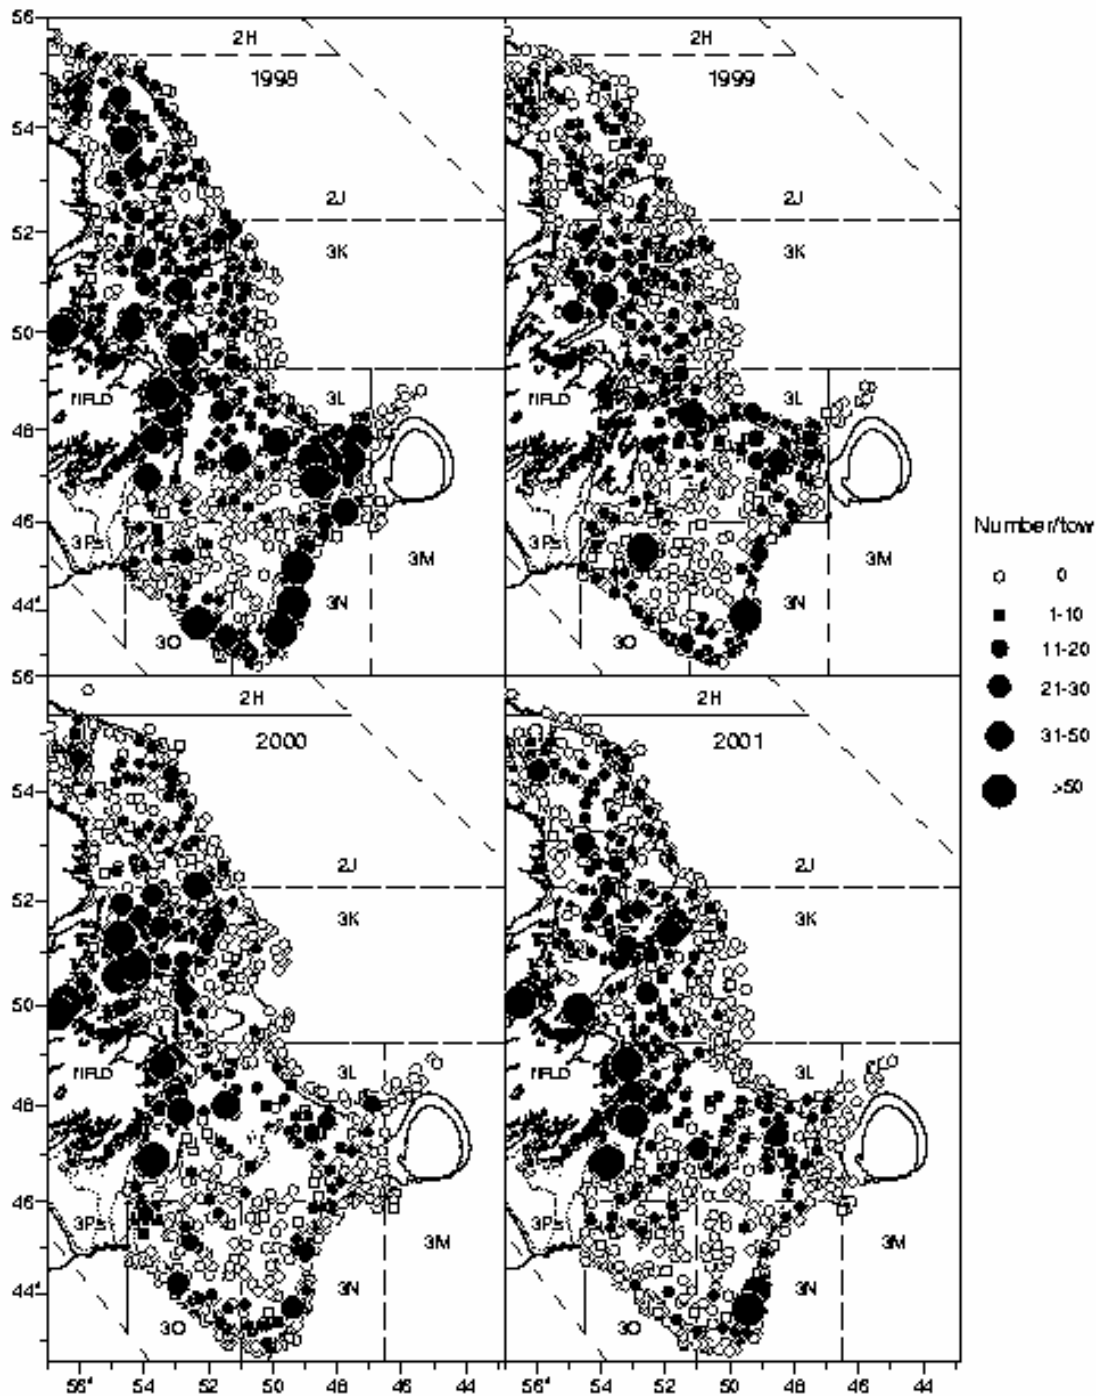 56
2H
2H
1998
1999
54
2J
2J
52
3K
3K
50
NFLD
3L
NFLD
3L
48
46
3Ps
3M
3Ps
3M
44°
3O
3N
3O
3N
Number/tow
0
1-10
11-20
21-30
31-50
>50
56
2H
2H
2000
2001
54
2J
2J
52
3K
3K
50
NFLD
3L
NFLD
3L
48
46
3Ps
3M
3Ps
3M
44°
3O
3N
3O
3N
56° 54 52 50 48 46 44 56° 54 52 50 48 46 44